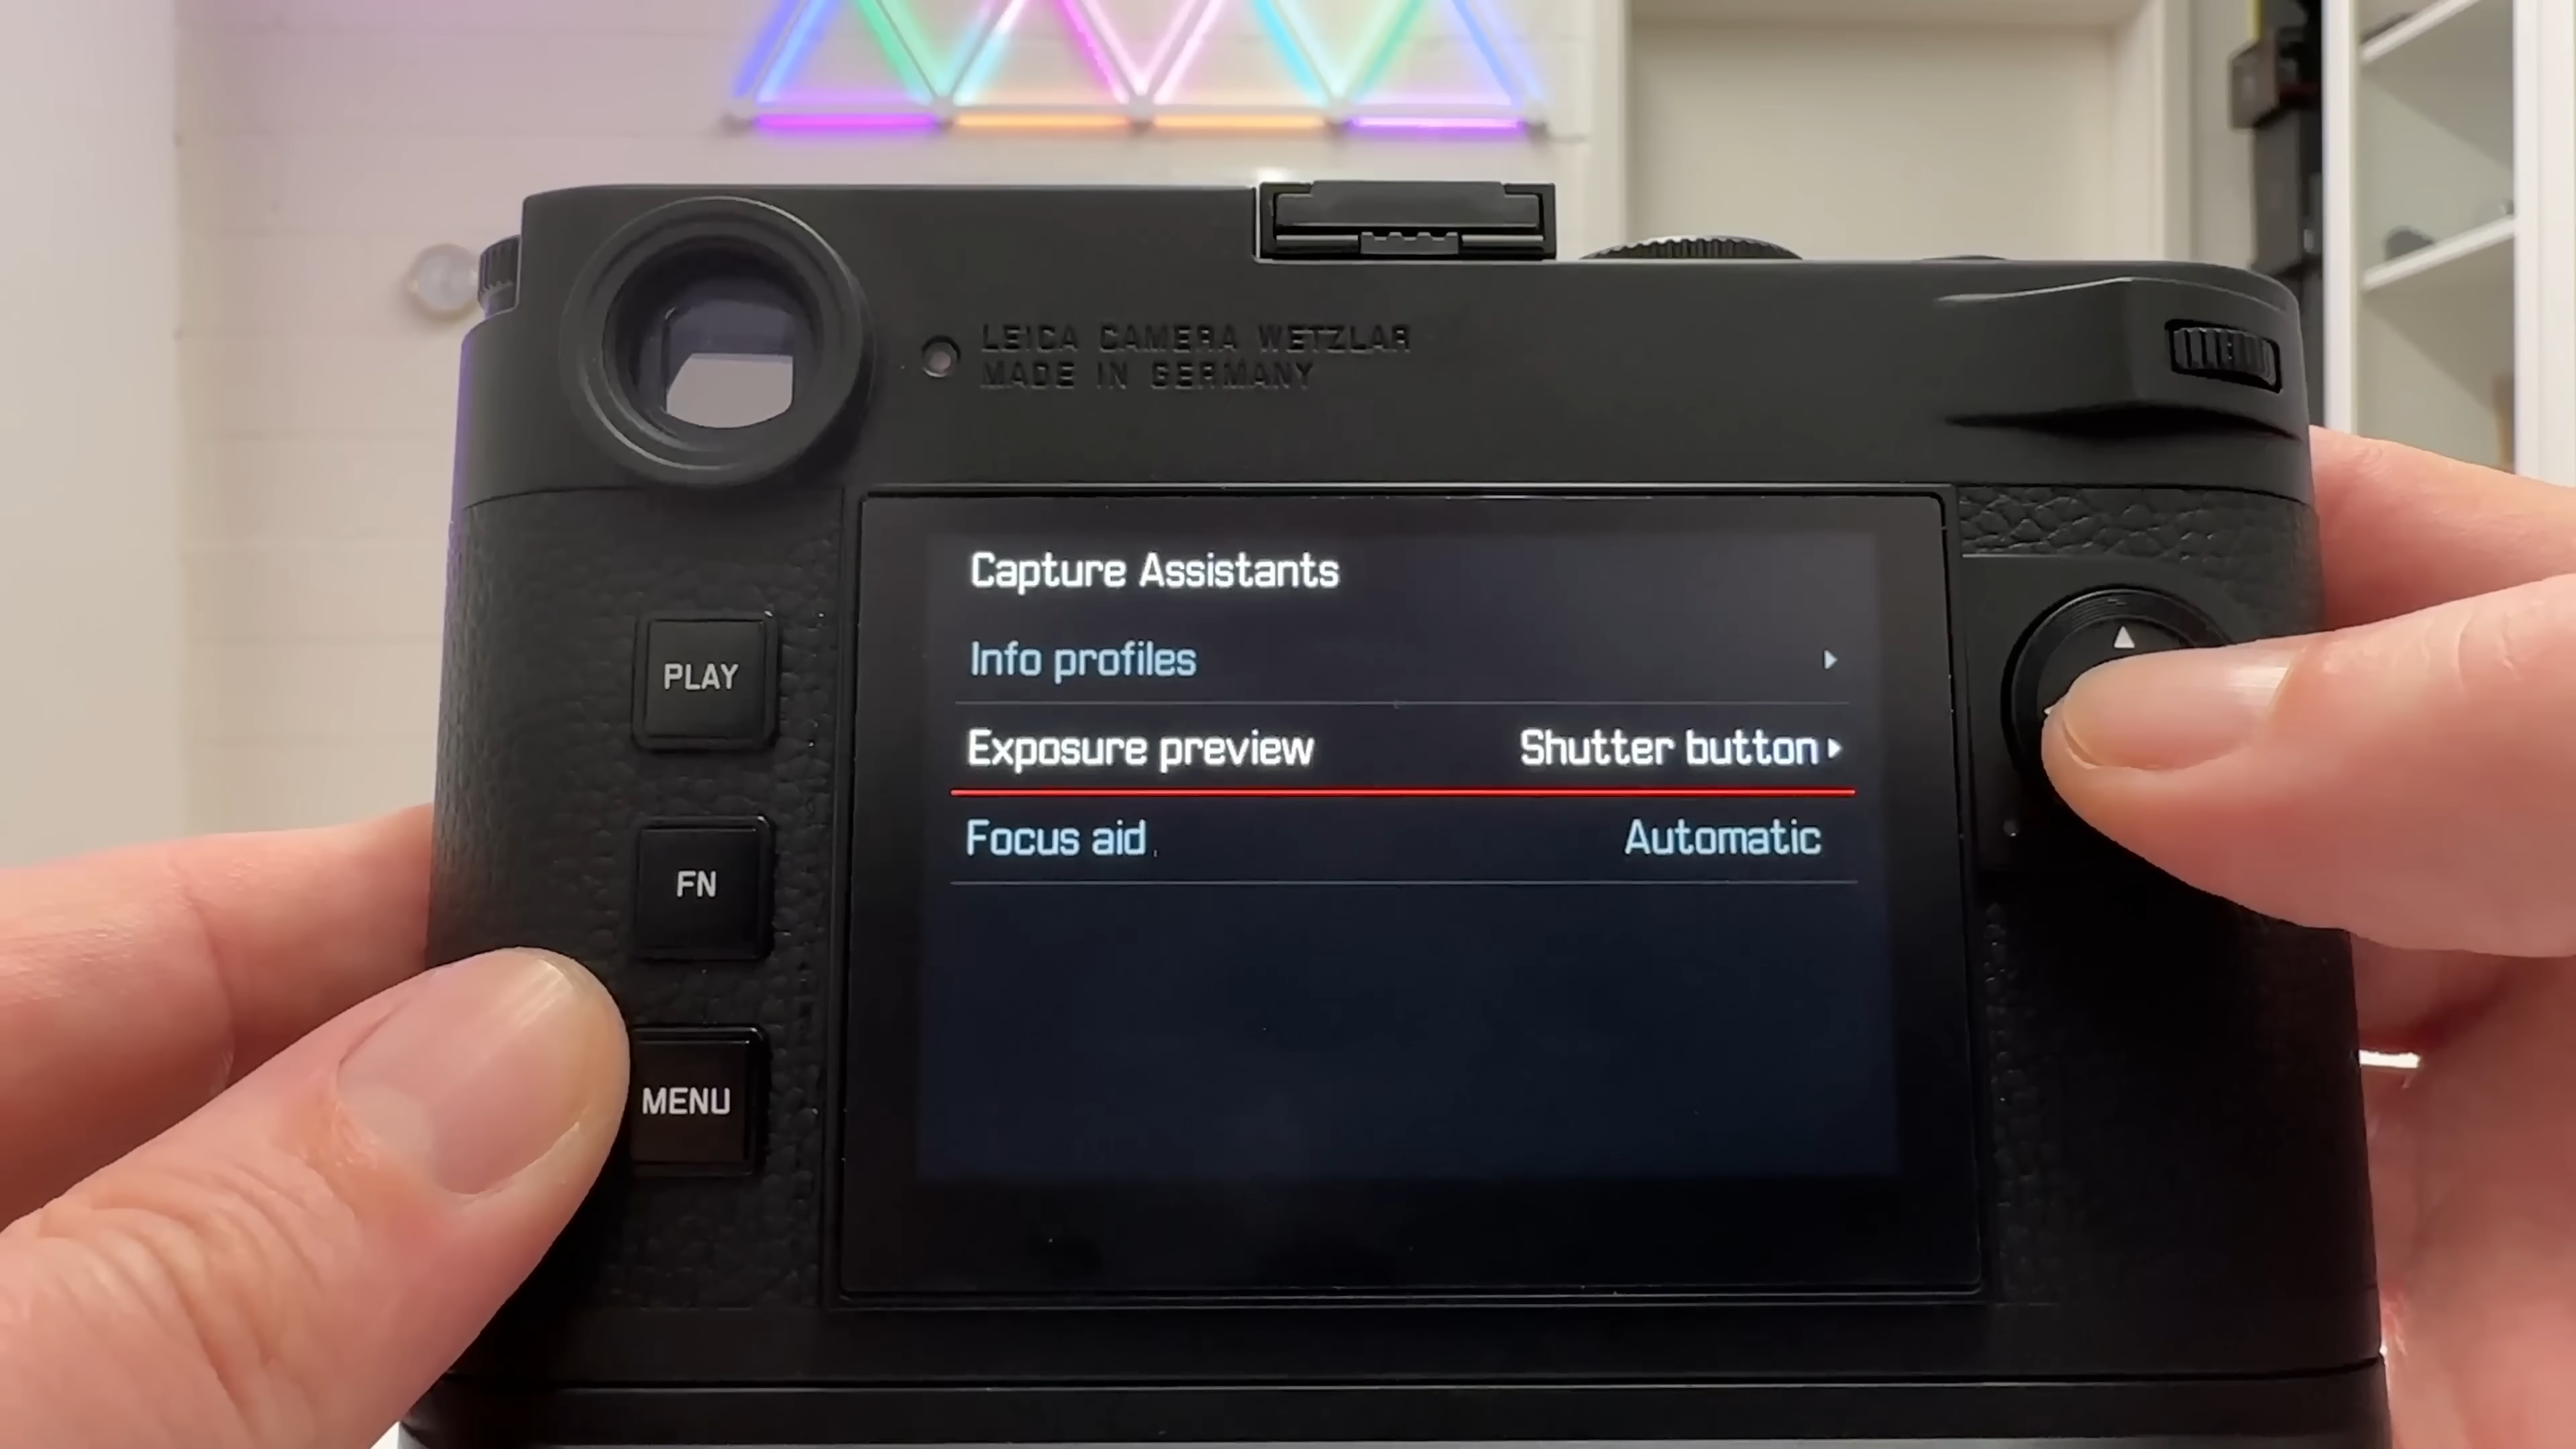 LEICA CAMERA WETZLAR
MADE IN GERMANY
Capture Assistants
Info profiles
Exposure preview Shutter button
Focus aid Automatic
PLAY
FN
MENU